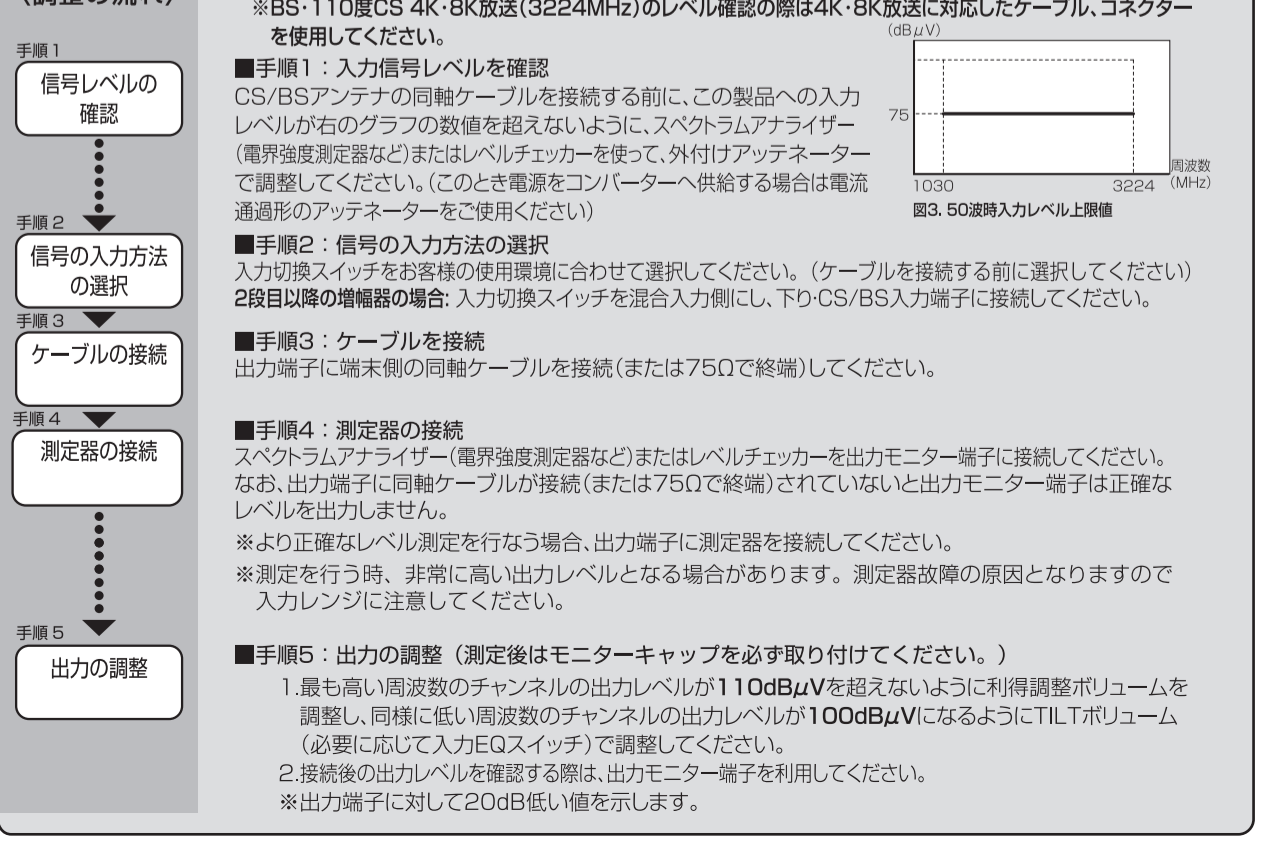 ※BS･110度CS 4K･8K放送(3224MHz)のレベル確認の際は4K･8K放送に対応したケーブル、コネクター
を使用してください。
手順1
信号レベルの
確認
手順2
信号の入力方法
の選択
手順3
ケーブルの接続
手順4
測定器の接続
手順5
出力の調整
■手順1：入力信号レベルを確認
CS/BSアンテナの同軸ケーブルを接続する前に、この製品への入力
レベルが右のグラフの数値を超えないように、スペクトラムアナライザー
(電界強度測定器など)またはレベルチェッカーを使って、外付けアッテネーター
で調整してください。(このとき電源をコンバーターへ供給する場合は電流
通過形のアッテネーターをご使用ください)
(dBμV)
75
1030
3224
周波数
(MHz)
図3. 50波時入力レベル上限値
■手順2：信号の入力方法の選択
入力切換スイッチをお客様の使用環境に合わせて選択してください。(ケーブルを接続する前に選択してください)
2段目以降の増幅器の場合: 入力切換スイッチを混合入力側にし、下り･CS/BS入力端子に接続してください。
■手順3：ケーブルを接続
出力端子に端末側の同軸ケーブルを接続(または75Ωで終端)してください。
■手順4：測定器の接続
スペクトラムアナライザー(電界強度測定器など)またはレベルチェッカーを出力モニター端子に接続してください。
なお、出力端子に同軸ケーブルが接続(または75Ωで終端)されていないと出力モニター端子は正確な
レベルを出力しません。
※より正確なレベル測定を行なう場合、出力端子に測定器を接続してください。
※測定を行う時、非常に高い出力レベルとなる場合があります。測定器故障の原因となりますので
入力レンジに注意してください。
■手順5：出力の調整（測定後はモニターキャップを必ず取り付けてください。）
1.最も高い周波数のチャンネルの出力レベルが110dBμVを超えないように利得調整ボリュームを
調整し、同様に低い周波数のチャンネルの出力レベルが100dBμVになるようにTILTボリューム
(必要に応じて入力EQスイッチ)で調整してください。
2.接続後の出力レベルを確認する際は、出力モニター端子を利用してください。
※出力端子に対して20dB低い値を示します。